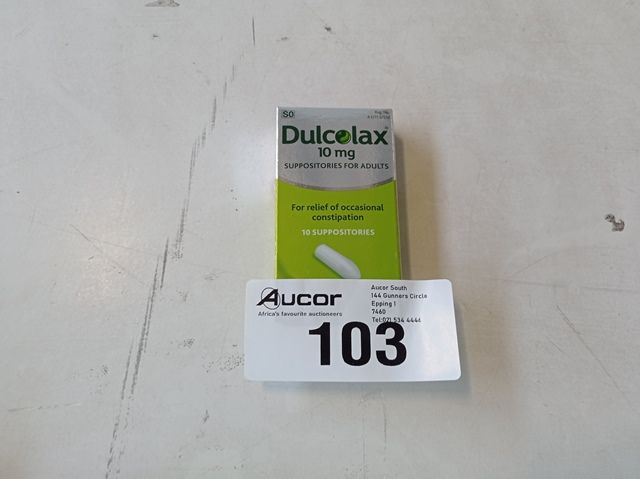 S0
Dulcolax
10 mg
SUPPOSITORIES FOR ADULTS
For relief of occasional
constipation
10 SUPPOSITORIES
Aucor
Africa's favourite auctioneers
Aucor South
144 Gunners Circle
Epping 1
7460
Tel:021 534 4444
103